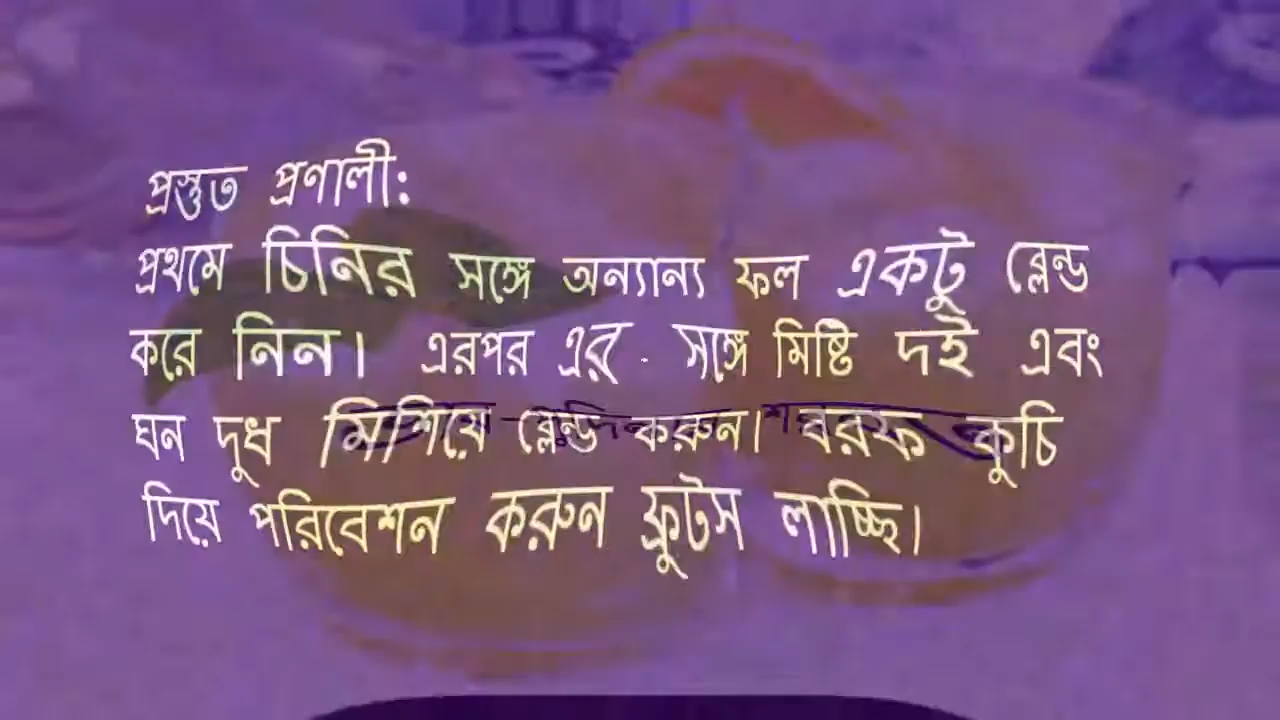 প্রস্তুত প্রণালী:
প্রথমে চিনির সঙ্গে অন্যান্য ফল একটু ব্লেন্ড
করে নিন। এরপর এর্ সঙ্গে মিষ্টি দই এবং
ঘন দুধ মিশিয়ে ব্লেন্ড করুন। বরফ কুচি
দিয়ে পরিবেশন করুন ফ্রুটস লাচ্ছি।